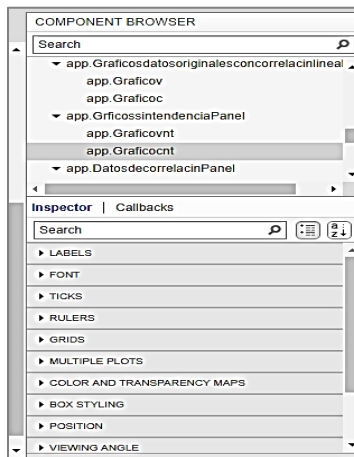 COMPONENT BROWSER
Search
app.Graficosdatosoriginalesconcorrelacinlineal
app.Graficov
app.Graficoc
app.GrficossintendenciaPanel
app.Graficovnt
app.Graficocnt
app.DatosdecorrelacinPanel
Inspector | Callbacks
Search
LABELS
FONT
TICKS
RULERS
GRIDS
MULTIPLE PLOTS
COLOR AND TRANSPARENCY MAPS
BOX STYLING
POSITION
VIEWING ANGLE